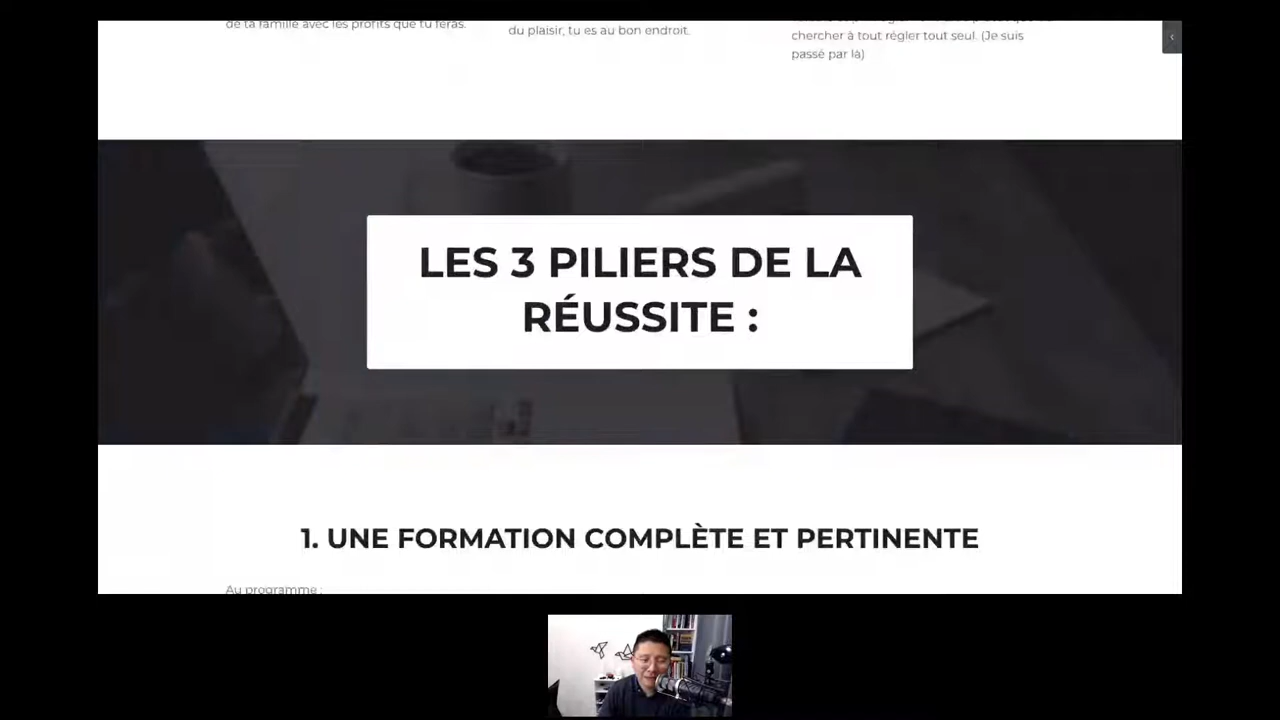 de ta famille avec les profits que tu feras.
du plaisir, tu es au bon endroit.
chercher à tout régler tout seul. (Je suis
passé par là)
LES 3 PILIERS DE LA
RÉUSSITE :
1. UNE FORMATION COMPLÈTE ET PERTINENTE
Au programme :